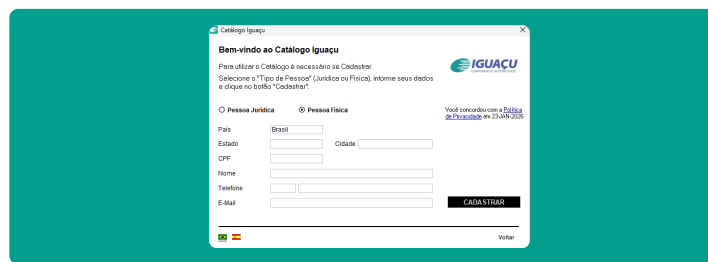 Catálogo Iguaçu
Bem-vindo ao Catálogo Iguaçu
Para utilizar o Catálogo é necessário se Cadastrar.
Selecione o "Tipo de Pessoa" (Jurídica ou Física), informe seus dados
e clique no botão "Cadastrar".
IGUAÇU
COMPONENTES AUTOMOTIVOS
Pessoa Jurídica
Pessoa Física
Você concordou com a Política
de Privacidade em 23-JAN-2026
País
Brasil
Estado
Cidade
CPF
Nome
Telefone
E-Mail
CADASTRAR
Voltar